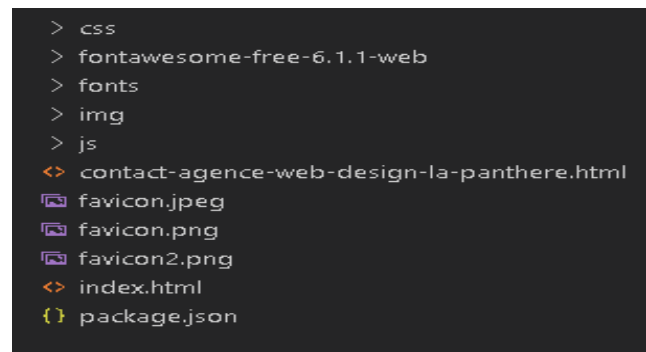 css
fontawesome-free-6.1.1-web
fonts
img
js
contact-agence-web-design-la-panthere.html
favicon.jpeg
favicon.png
favicon2.png
index.html
package.json